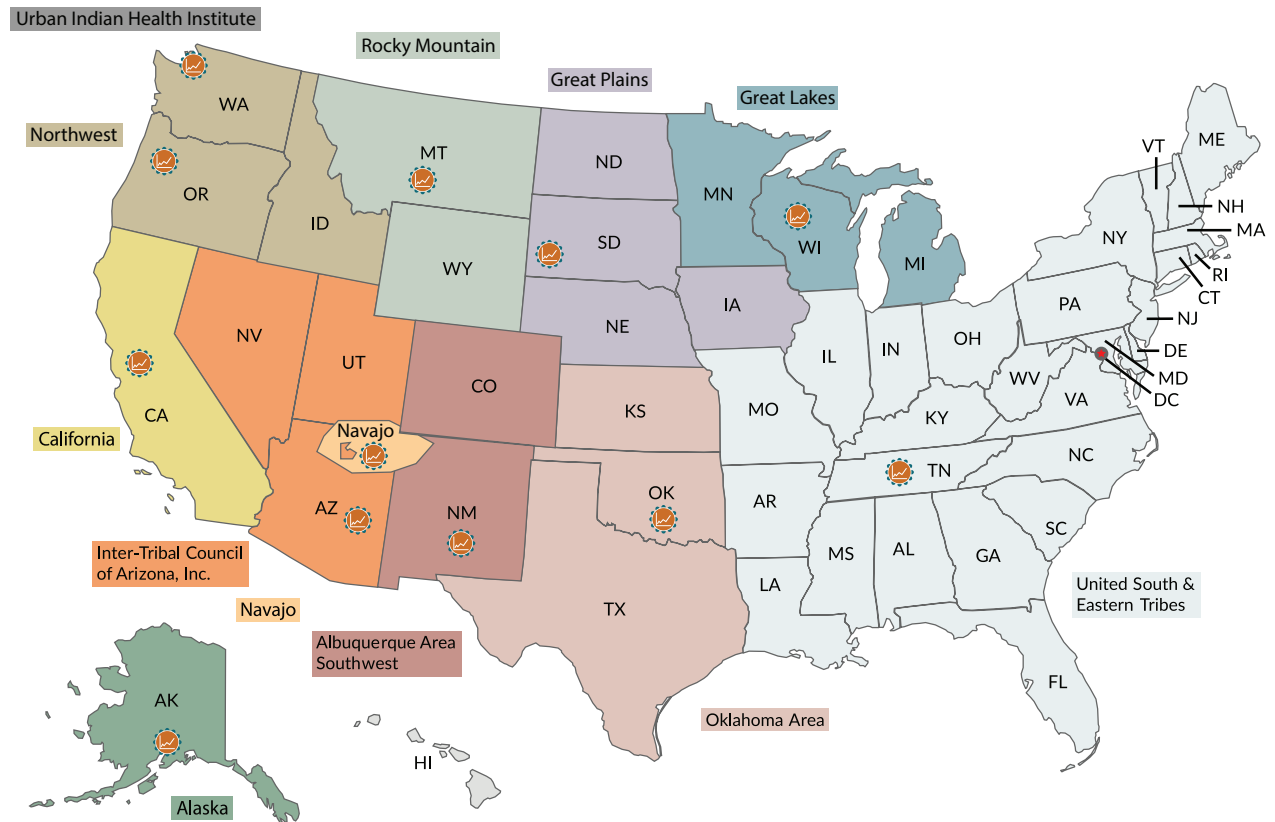 Urban Indian Health Institute
Rocky Mountain
Great Plains
Great Lakes
Northwest
WA
OR
ID
MT
WY
ND
SD
NE
IA
MN
WI
MI
VT
ME
NH
MA
NY
RI
CT
PA
NJ
DE
MD
DC
OH
IN
IL
WV
VA
KY
MO
KS
CO
UT
NV
CA
California
Navajo
AZ
NM
OK
AR
TN
NC
SC
MS
AL
GA
LA
TX
FL
Inter-Tribal Council
of Arizona, Inc.
Navajo
Albuquerque Area
Southwest
United South &
Eastern Tribes
Oklahoma Area
AK
Alaska
HI